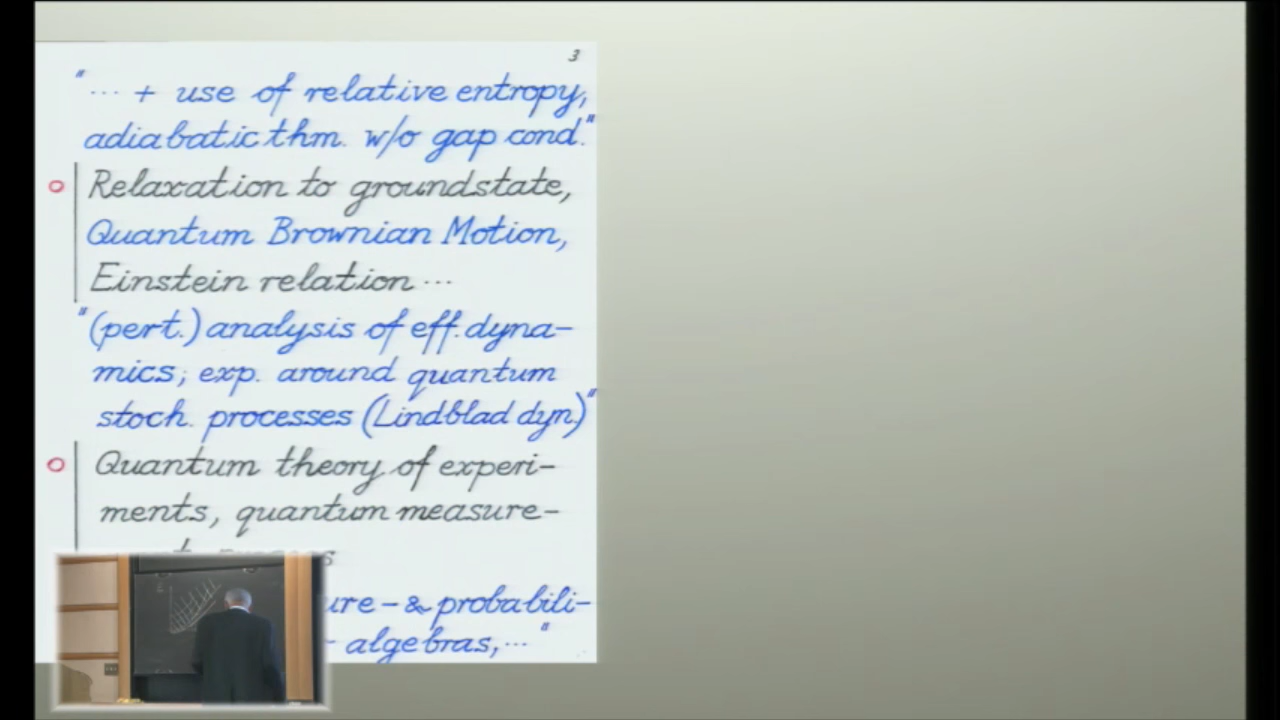 3
"... + use of relative entropy,
adiabatic thm. w/o gap cond."
Relaxation to groundstate,
Quantum Brownian Motion,
Einstein relation ...
"(pert.) analysis of eff. dyna-
mics; exp. around quantum
stoch. processes (Lindblad dyn.)"
Quantum theory of experi-
ments, quantum measure-
& probabili-
algebras, ... "